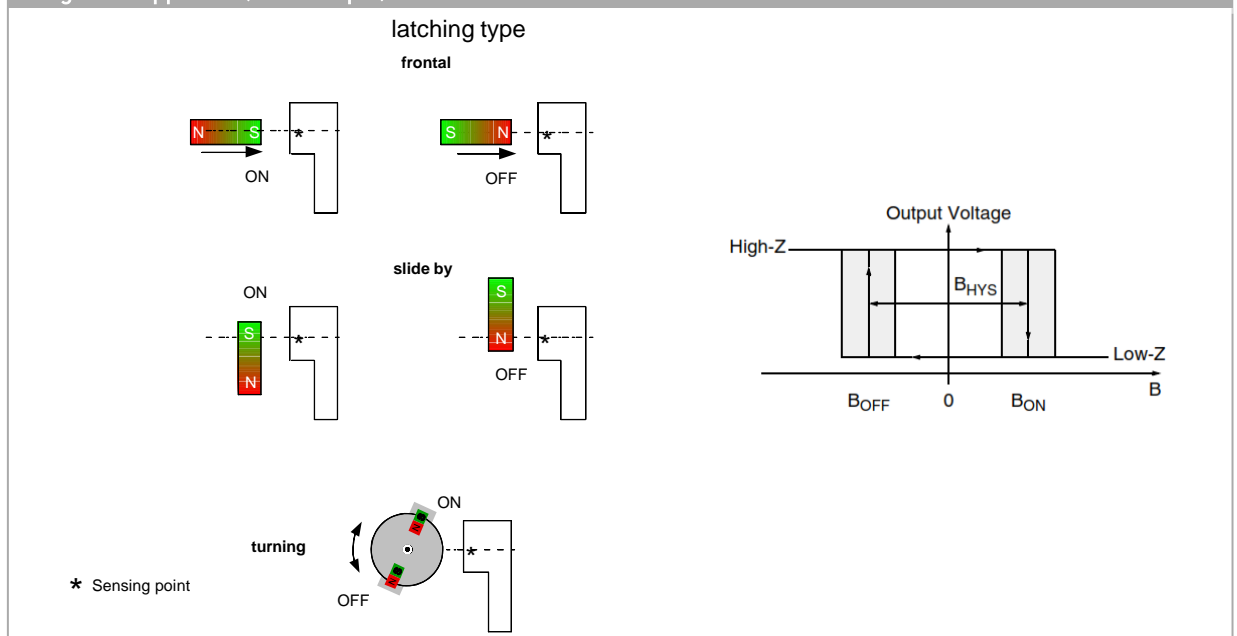 latching type
frontal
N S
*
ON
S N
*
OFF
slide by
ON
S
N
*
S
N
*
OFF
turning
ON
N
N
OFF
*
* Sensing point
Output Voltage
High-Z
BHYS
Low-Z
BOFF
0
BON
B